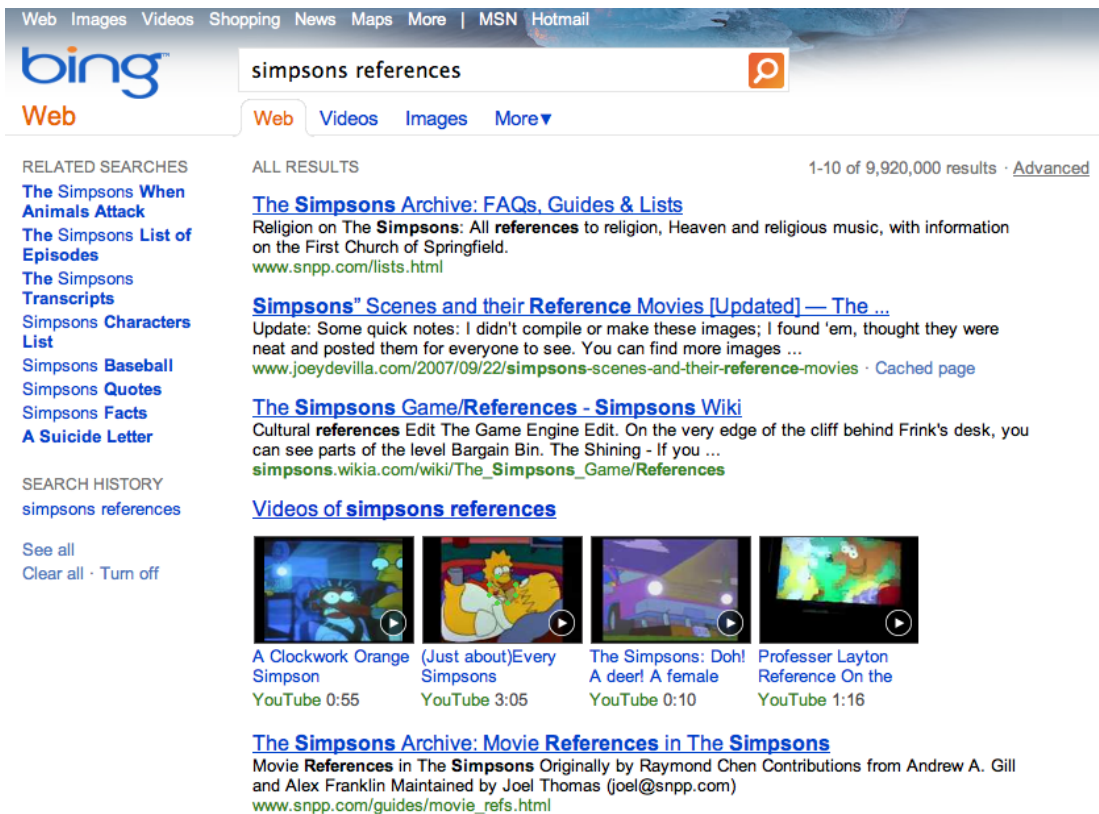 Web Images Videos Shopping News Maps More | MSN Hotmail
bing™
simpsons references
Web
Web Videos Images More▼
RELATED SEARCHES
The Simpsons When
Animals Attack
The Simpsons List of
Episodes
The Simpsons
Transcripts
Simpsons Characters
List
Simpsons Baseball
Simpsons Quotes
Simpsons Facts
A Suicide Letter
SEARCH HISTORY
simpsons references
See all
Clear all · Turn off
ALL RESULTS
1-10 of 9,920,000 results · Advanced
The Simpsons Archive: FAQs, Guides & Lists
Religion on The Simpsons: All references to religion, Heaven and religious music, with information
on the First Church of Springfield.
www.snpp.com/lists.html
Simpsons” Scenes and their Reference Movies [Updated] — The ...
Update: Some quick notes: I didn’t compile or make these images; I found ‘em, thought they were
neat and posted them for everyone to see. You can find more images ...
www.joeydevilla.com/2007/09/22/simpsons-scenes-and-their-reference-movies · Cached page
The Simpsons Game/References - Simpsons Wiki
Cultural references Edit The Game Engine Edit. On the very edge of the cliff behind Frink's desk, you
can see parts of the level Bargain Bin. The Shining - If you ...
simpsons.wikia.com/wiki/The_Simpsons_Game/References
Videos of simpsons references
A Clockwork Orange
Simpson
YouTube 0:55
(Just about)Every
Simpsons
YouTube 3:05
The Simpsons: Doh!
A deer! A female
YouTube 0:10
Professer Layton
Reference On the
YouTube 1:16
The Simpsons Archive: Movie References in The Simpsons
Movie References in The Simpsons Originally by Raymond Chen Contributions from Andrew A. Gill
and Alex Franklin Maintained by Joel Thomas (joel@snpp.com)
www.snpp.com/guides/movie_refs.html